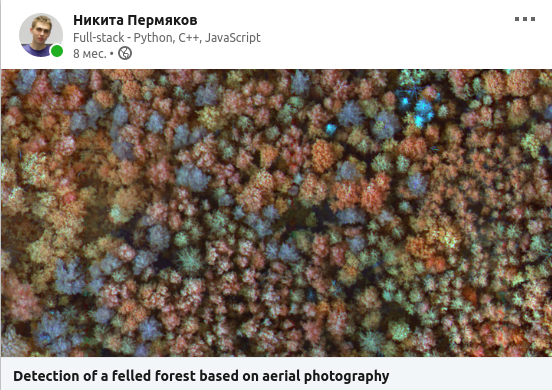 Никита Пермяков
Full-stack - Python, C++, JavaScript
8 мес. •
Detection of a felled forest based on aerial photography